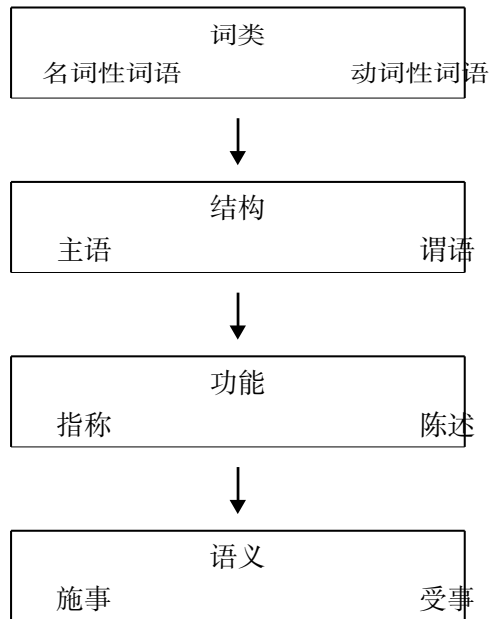 词类
名词性词语 动词性词语
结构
主语 谓语
功能
指称 陈述
语义
施事 受事